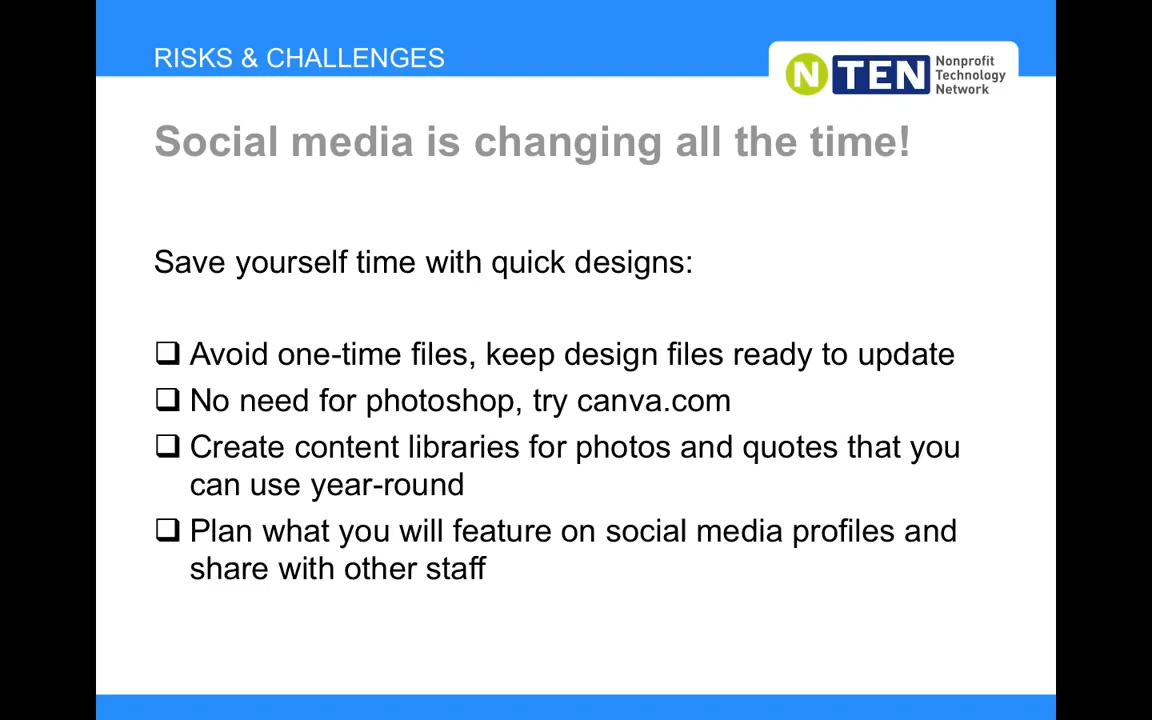 RISKS & CHALLENGES
N TEN Nonprofit
Technology
Network
Social media is changing all the time!
Save yourself time with quick designs:
❑ Avoid one-time files, keep design files ready to update
❑ No need for photoshop, try canva.com
❑ Create content libraries for photos and quotes that you
can use year-round
❑ Plan what you will feature on social media profiles and
share with other staff